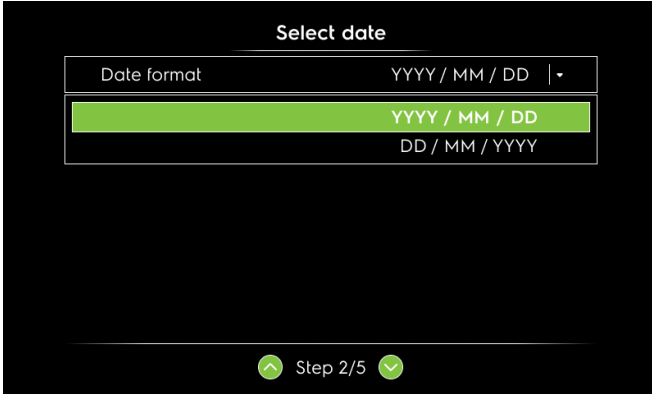 Select date
Date format YYYY / MM / DD
YYYY / MM / DD
DD / MM / YYYY
Step 2/5